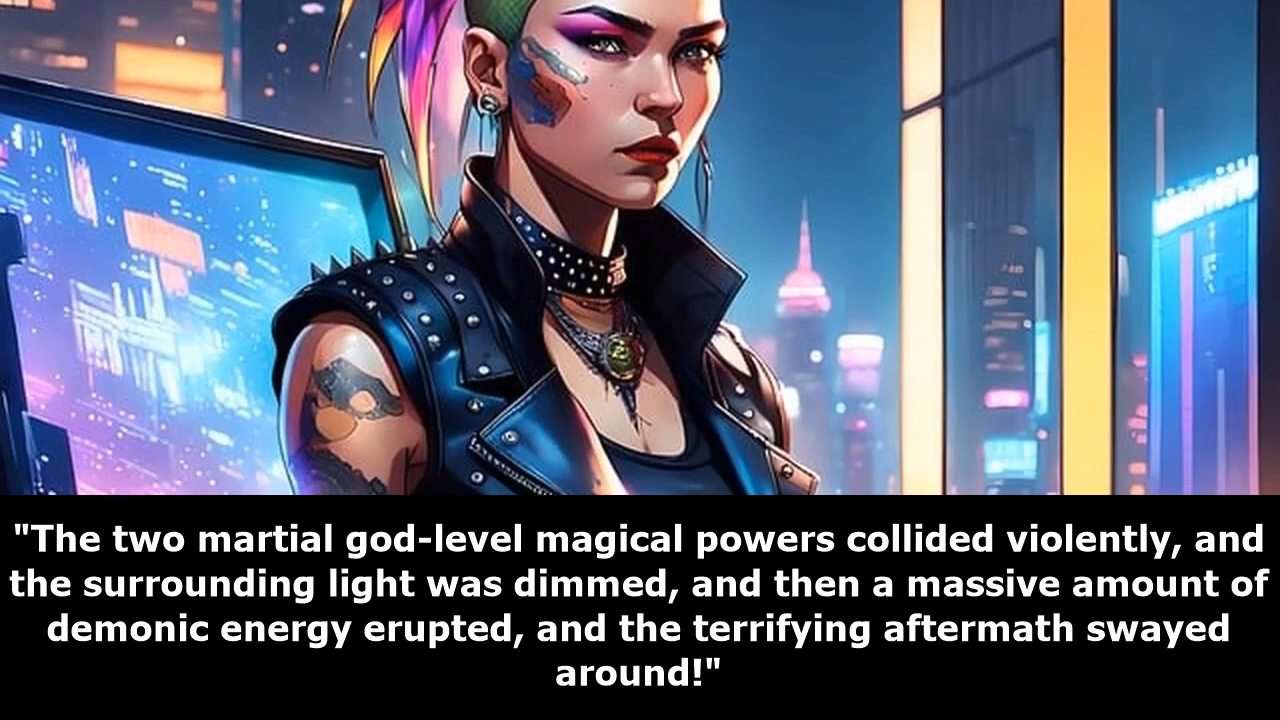 "The two martial god-level magical powers collided violently, and
the surrounding light was dimmed, and then a massive amount of
demonic energy erupted, and the terrifying aftermath swayed
around!"